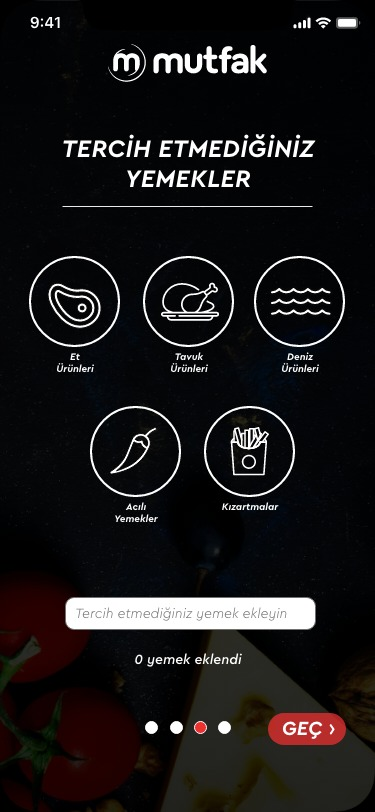 9:41
m mutfak
TERCİH ETMEDİĞİNİZ
YEMEKLER
Et
Ürünleri
Tavuk
Ürünleri
Deniz
Ürünleri
Acılı
Yemekler
Kızartmalar
Tercih etmediğiniz yemek ekleyin
0 yemek eklendi
GEÇ ›